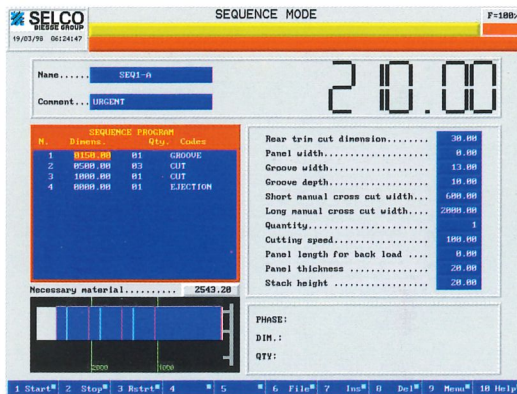 SELCO
BIESSE GROUP
SEQUENCE MODE
F=100%
19/03/98 06:24:47
Name...... SEQ1-A
Comment... URGENT
20.00
SEQUENCE PROGRAM
N. Dimens. Qty. Codes
1 0150.00 01 GROOVE
2 0500.00 03 CUT
3 1000.00 01 CUT
4 0000.00 01 EJECTION
Necessary material.......... 2543.20
2000 1000
Rear trim cut dimension........ 30.00
Panel width.................... 0.00
Groove width................... 13.00
Groove depth................... 10.00
Short manual cross cut width... 600.00
Long manual cross cut width.... 2000.00
Quantity....................... 1
Cutting speed.................. 100.00
Panel length for back load .... 0.00
Panel thickness ............... 20.00
Stack height .................. 20.00
PHASE:
DIM.:
QTY:
1 Start 2 Stop 3 Rstrt 4 5 6 File 7 Ins 8 Del 9 Menu 10 Help